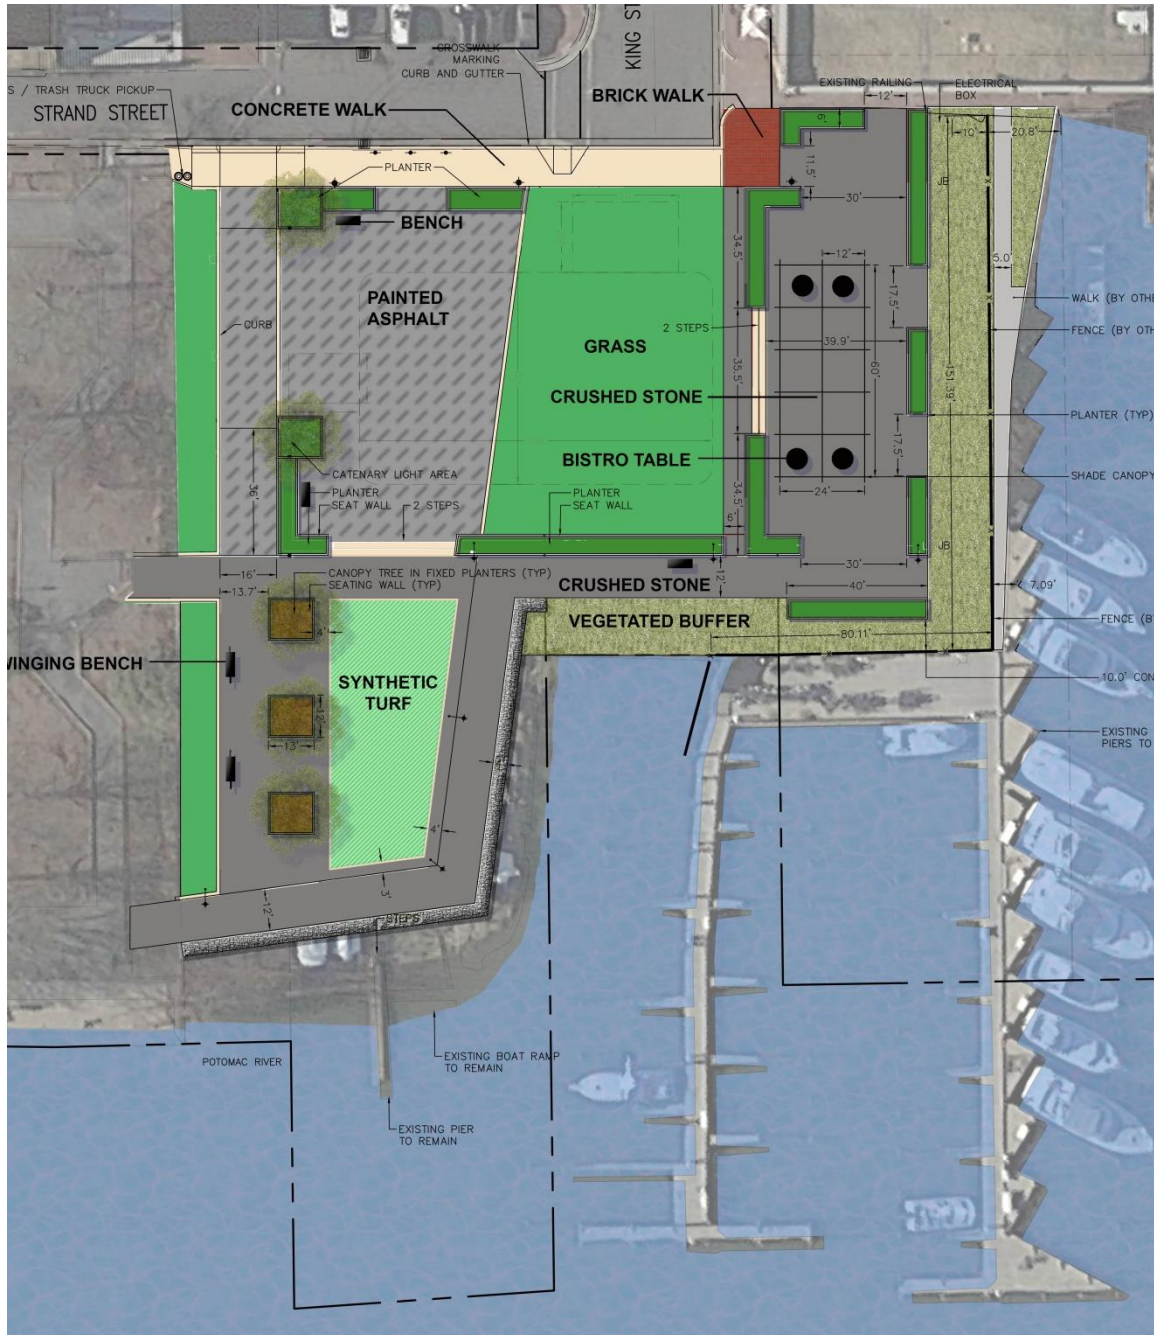 CROSSWALK
MARKING
CURB AND GUTTER
KING ST
S / TRASH TRUCK PICKUP
STRAND STREET
CONCRETE WALK
BRICK WALK
EXISTING RAILING
ELECTRICAL
BOX
12'
6'
10'
20.8'
PLANTER
11.5'
JB
30'
BENCH
34.5'
12'
5.0'
PAINTED
ASPHALT
17.5'
WALK (BY OTHE
CURB
2 STEPS
FENCE (BY OTH
GRASS
39.9'
35.5'
60'
151.39'
CRUSHED STONE
PLANTER (TYP)
BISTRO TABLE
17.5'
CATENARY LIGHT AREA
SHADE CANOPY
36'
PLANTER
SEAT WALL
2 STEPS
PLANTER
SEAT WALL
34.5'
24'
6'
JB
16'
CANOPY TREE IN FIXED PLANTERS (TYP)
SEATING WALL (TYP)
CRUSHED STONE
12'
30'
13.7'
40'
7.09'
4'
VEGETATED BUFFER
FENCE (B
80.11'
WINGING BENCH
SYNTHETIC
TURF
10.0' CON
12'
13'
EXISTING
PIERS TO
4'
3'
12'
STEPS
POTOMAC RIVER
EXISTING BOAT RAMP
TO REMAIN
EXISTING PIER
TO REMAIN